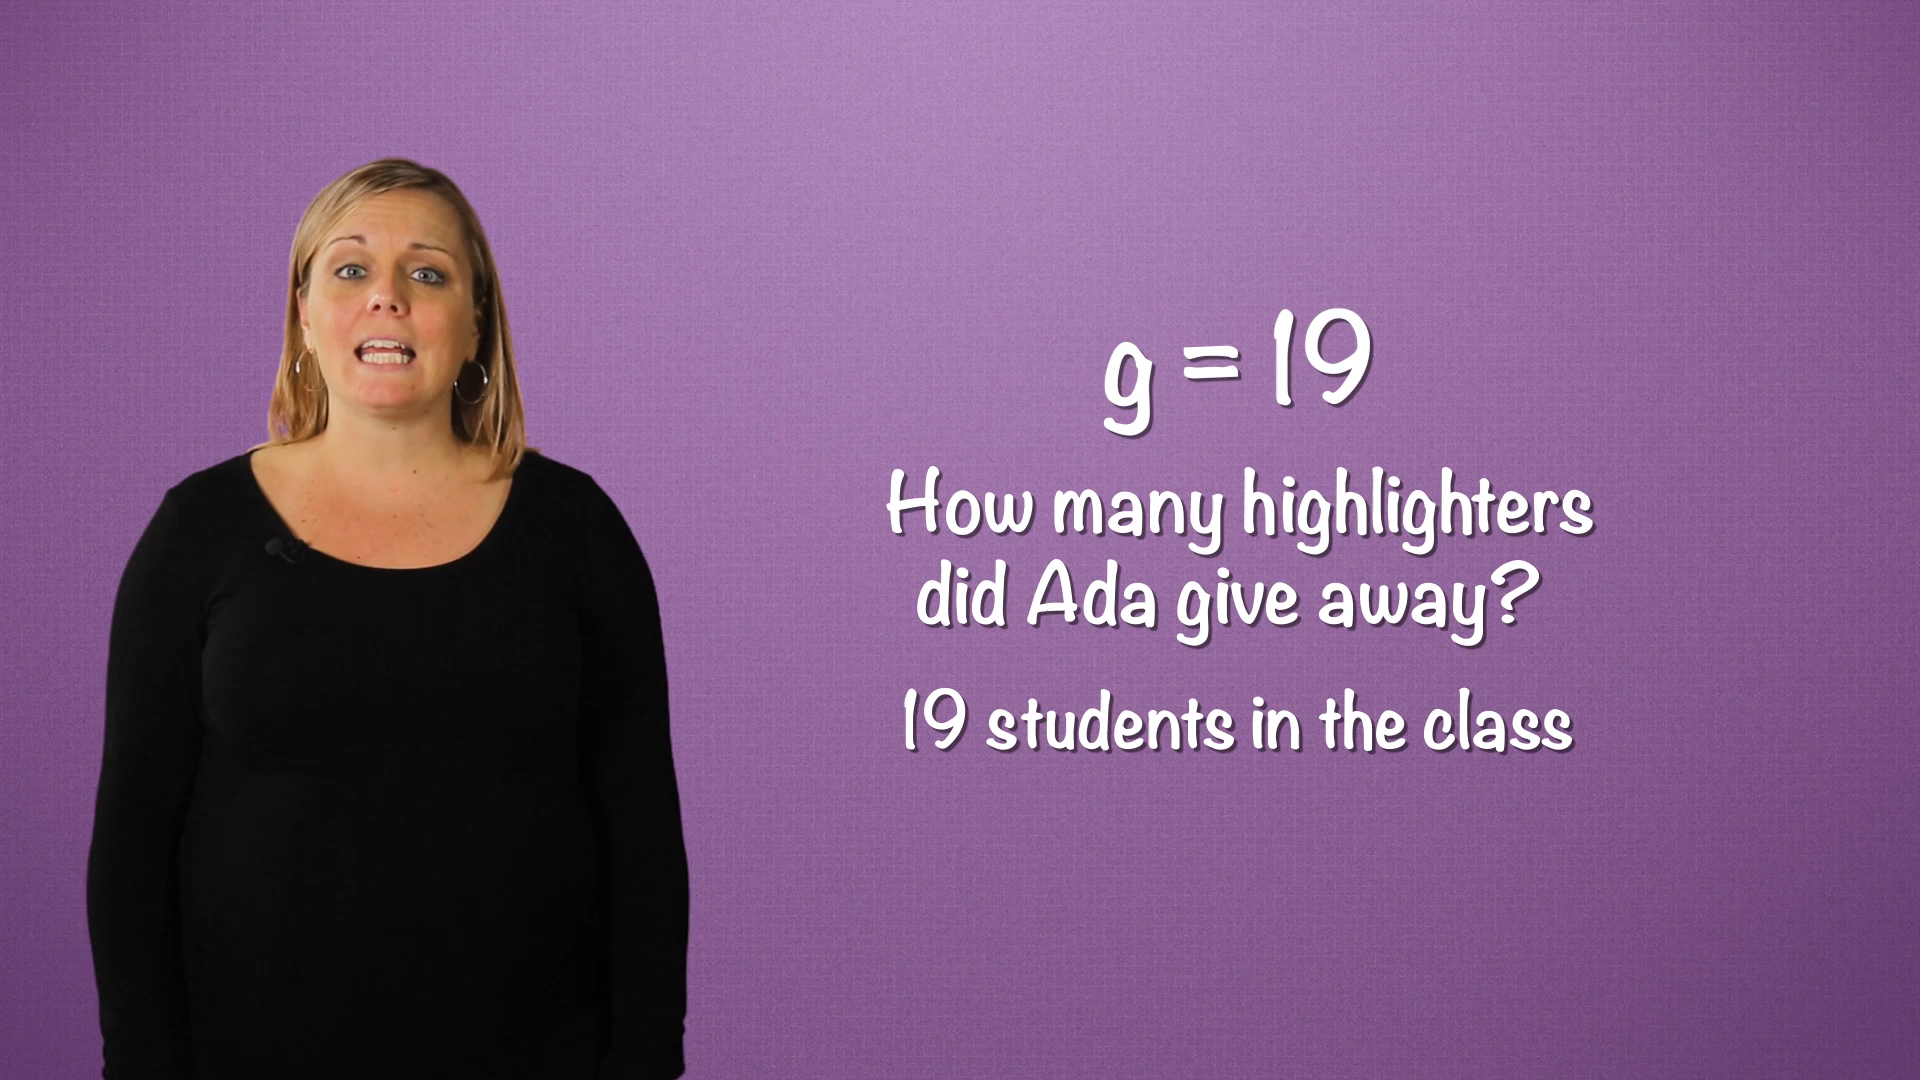 g = 19
How many highlighters
did Ada give away?
19 students in the class